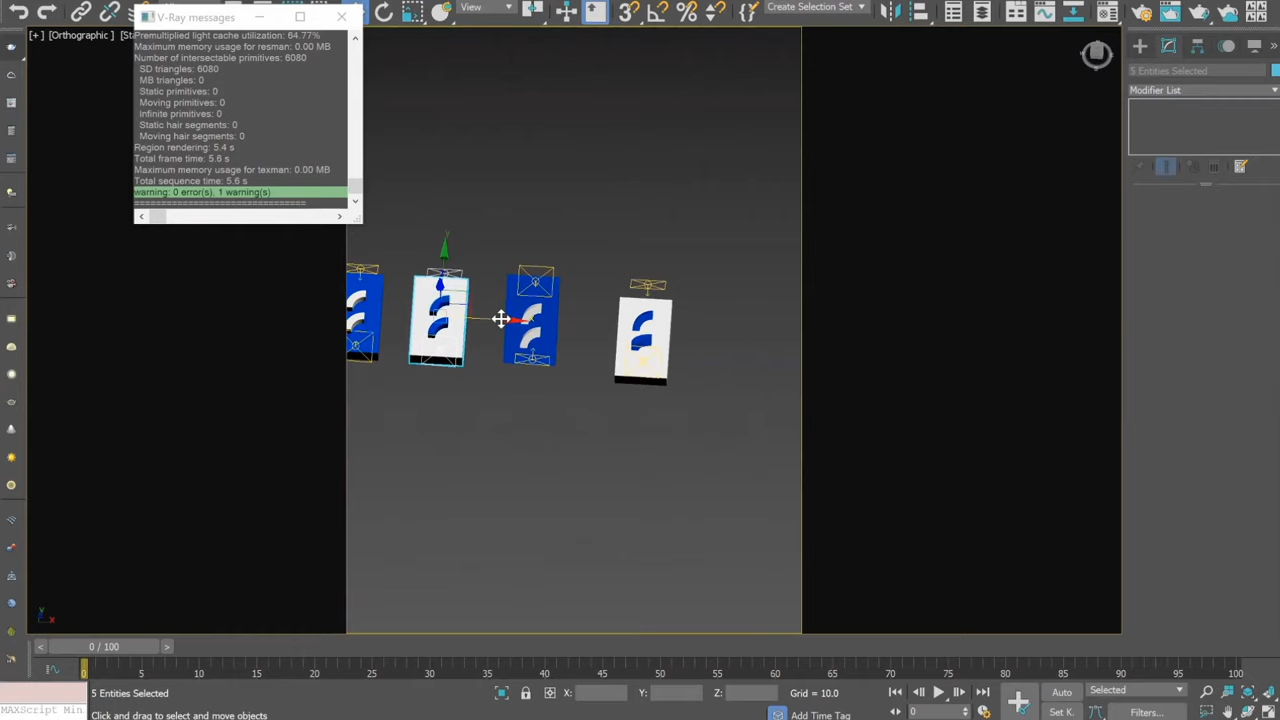 View
Create Selection Set
V-Ray messages
[+] [Orthographic] [Sta
Premultiplied light cache utilization: 64.77%
Maximum memory usage for resman: 0.00 MB
Number of intersectable primitives: 6080
SD triangles: 6080
MB triangles: 0
Static primitives: 0
Moving primitives: 0
Infinite primitives: 0
Static hair segments: 0
Moving hair segments: 0
Region rendering: 5.4 s
Total frame time: 5.6 s
Maximum memory usage for texman: 0.00 MB
Total sequence time: 5.6 s
warning: 0 error(s), 1 warning(s)
=============================
5 Entities Selected
Modifier List
y
y
x
< 0 / 100 >
0 5 10 15 20 25 30 35 40 45 50 55 60 65 70 75 80 85 90 95 100
5 Entities Selected
X: Y: Z: Grid = 10.0
Auto Selected
MAXScript Min
Click and drag to select and move objects
Add Time Tag
0
Set K. Filters...